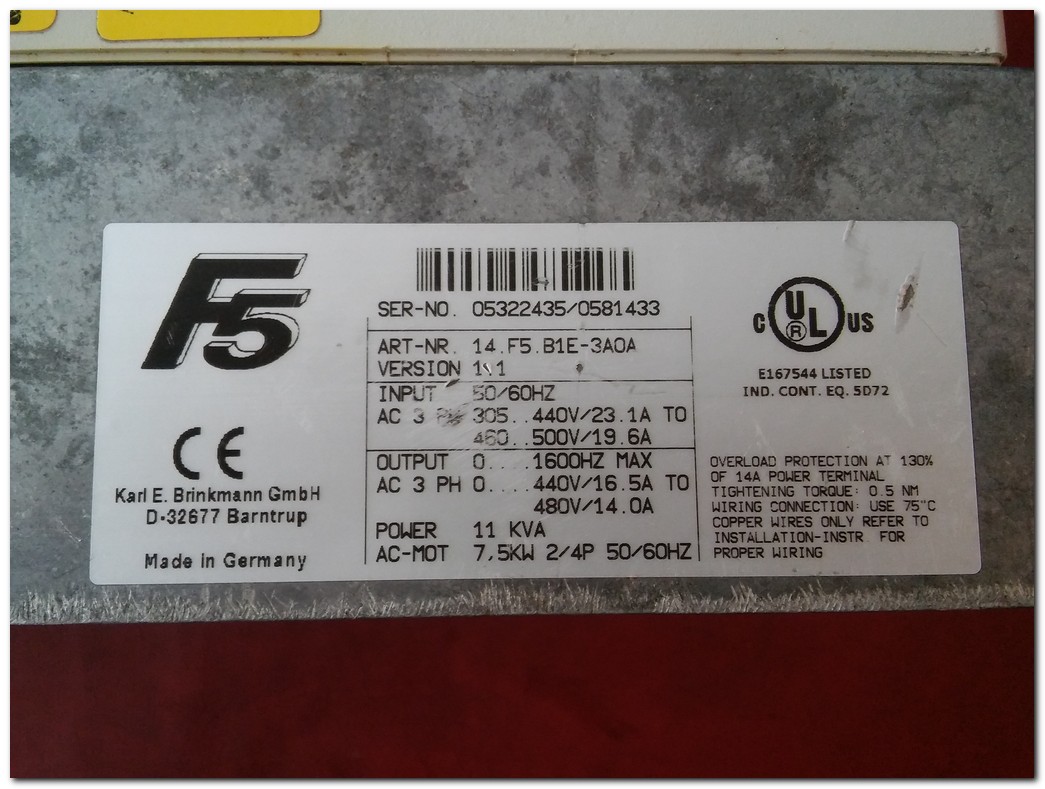 F5
CE
Karl E. Brinkmann GmbH
D-32677 Barntrup
Made in Germany
SER-NO. 05322435/0581433
ART-NR. 14.F5.B1E-3A0A
VERSION 1.1
INPUT 50/60HZ
AC 3 PH 305..440V/23.1A TO
460..500V/19.6A
OUTPUT 0....1600HZ MAX
AC 3 PH 0....440V/16.5A TO
480V/14.0A
POWER 11 KVA
AC-MOT 7,5KW 2/4P 50/60HZ
C UL US
®
E167544 LISTED
IND. CONT. EQ. 5D72
OVERLOAD PROTECTION AT 130%
OF 14A POWER TERMINAL
TIGHTENING TORQUE: 0.5 NM
WIRING CONNECTION: USE 75°C
COPPER WIRES ONLY REFER TO
INSTALLATION-INSTR. FOR
PROPER WIRING